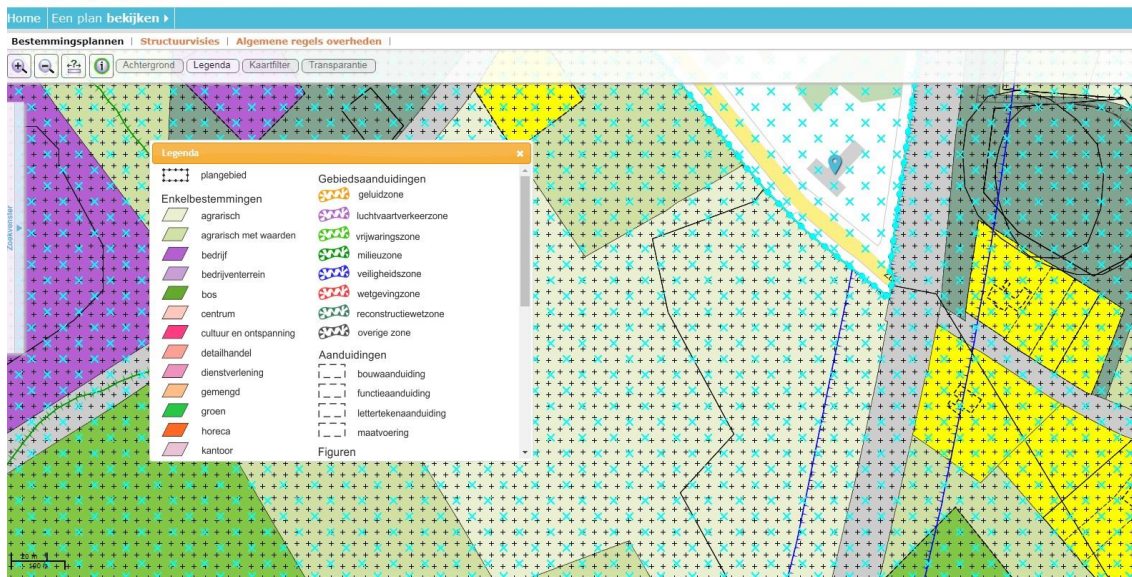 Home Een plan bekijken
Bestemmingsplannen | Structuurvisies | Algemene regels overheden |
Achtergrond Legenda Kaartfilter Transparantie
Zoekvenster
Legenda
plangebied
Enkelbestemmingen
agrarisch
agrarisch met waarden
bedrijf
bedrijventerrein
bos
centrum
cultuur en ontspanning
detailhandel
dienstverlening
gemengd
groen
horeca
kantoor
Gebiedsaanduidingen
geluidzone
luchtvaartverkeerzone
vrijwaringszone
milieuzone
veiligheidszone
wetgevingzone
reconstructiewetzone
overige zone
Aanduidingen
bouwaanduiding
functieaanduiding
lettertekenaanduiding
maatvoering
Figuren
20 m